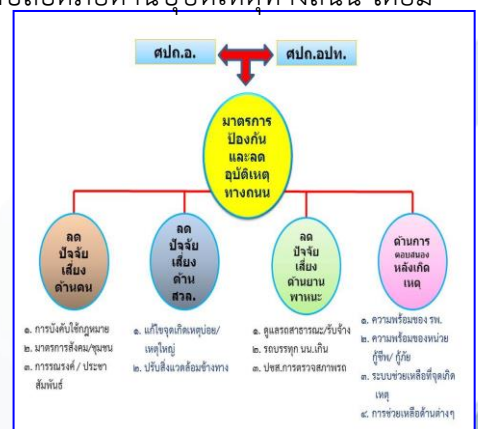 ศปก.อ.
ศปก.อปท.
มาตรการ
ป้องกัน
และลด
อุบัติเหตุ
ทางถนน
ลด
ปัจจัย
เสี่ยง
ด้านคน
ลด
ปัจจัย
เสี่ยง
ด้าน
สวล.
ลด
ปัจจัย
เสี่ยง
ด้านยาน
พาหนะ
ด้านการ
ตอบสนอง
หลังเกิด
เหตุ
๑. การบังคับใช้กฎหมาย
๒. มาตรการสังคม/ชุมชน
๓. การรณรงค์ / ประชา
สัมพันธ์
๑. แก้ไขจุดเกิดเหตุบ่อย/
เหตุใหญ่
๒. ปรับสิ่งแวดล้อมข้างทาง
๑. ดูแลรถสาธารณะ/รับจ้าง
๒. รถบรรทุก นน.เกิน
๓. ปชส.การตรวจสภาพรถ
๑. ความพร้อมของ รพ.
๒. ความพร้อมของหน่วย
กู้ชีพ/ กู้ภัย
๓. ระบบช่วยเหลือที่จุดเกิด
เหตุ
๔. การช่วยเหลือด้านต่างๆ